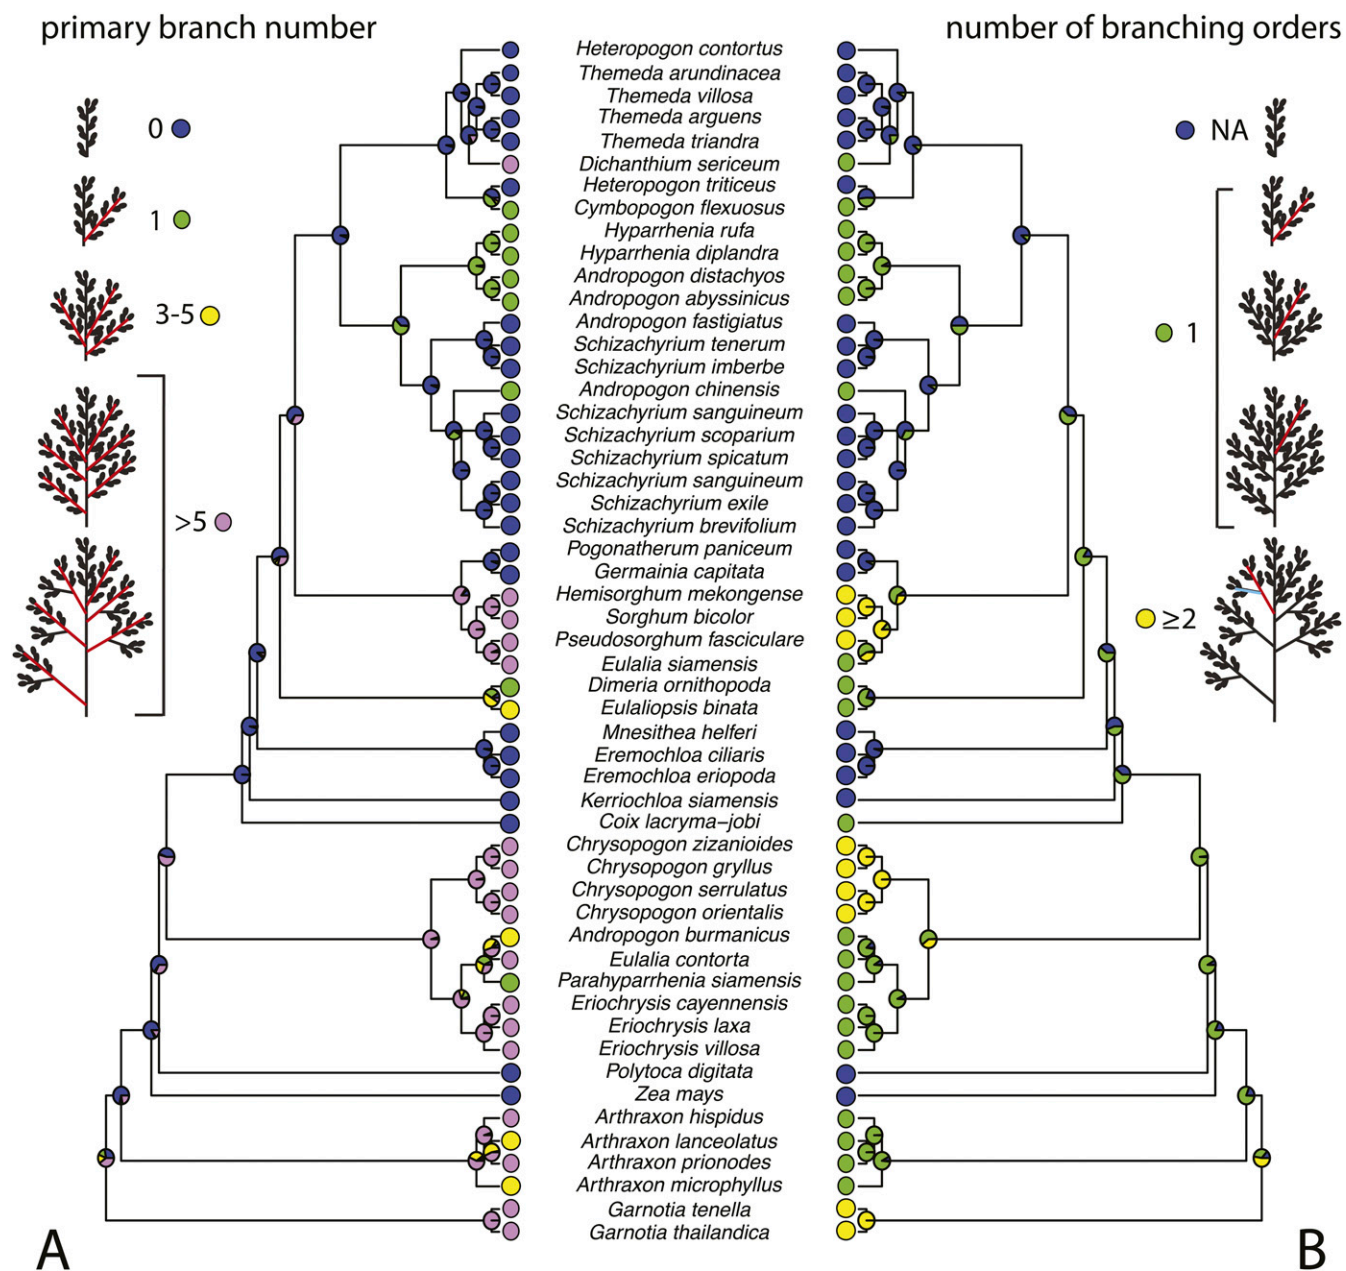 primary branch number
number of branching orders
0
1
3-5
>5
Heteropogon contortus
Themeda arundinacea
Themeda villosa
Themeda arguens
Themeda triandra
Dichanthium sericeum
Heteropogon triticeus
Cymbopogon flexuosus
Hyparrhenia rufa
Hyparrhenia diplandra
Andropogon distachyos
Andropogon abyssinicus
Andropogon fastigiatus
Schizachyrium tenerum
Schizachyrium imberbe
Andropogon chinensis
Schizachyrium sanguineum
Schizachyrium scoparium
Schizachyrium spicatum
Schizachyrium sanguineum
Schizachyrium exile
Schizachyrium brevifolium
Pogonatherum paniceum
Germainia capitata
Hemisorghum mekongense
Sorghum bicolor
Pseudosorghum fasciculare
Eulalia siamensis
Dimeria ornithopoda
Eulaliopsis binata
Mnesithea helferi
Eremochloa ciliaris
Eremochloa eriopoda
Kerriochloa siamensis
Coix lacryma–jobi
Chrysopogon zizanioides
Chrysopogon gryllus
Chrysopogon serrulatus
Chrysopogon orientalis
Andropogon burmanicus
Eulalia contorta
Parahyparrhenia siamensis
Eriochrysis cayennensis
Eriochrysis laxa
Eriochrysis villosa
Polytoca digitata
Zea mays
Arthraxon hispidus
Arthraxon lanceolatus
Arthraxon prionodes
Arthraxon microphyllus
Garnotia tenella
Garnotia thailandica
NA
1
≥2
A
B